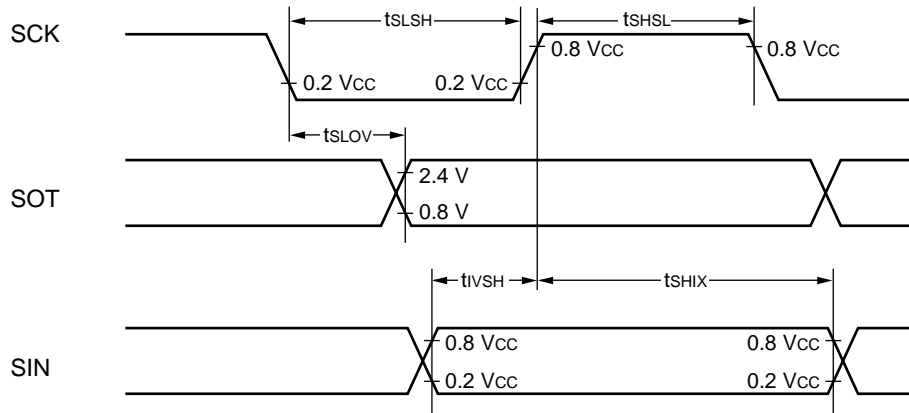 tSLSH tSHSL
SCK
0.8 VCC 0.8 VCC
0.2 VCC 0.2 VCC
tSLOV
2.4 V
SOT
0.8 V
tIVSH tSHIX
0.8 VCC 0.8 VCC
SIN
0.2 VCC 0.2 VCC